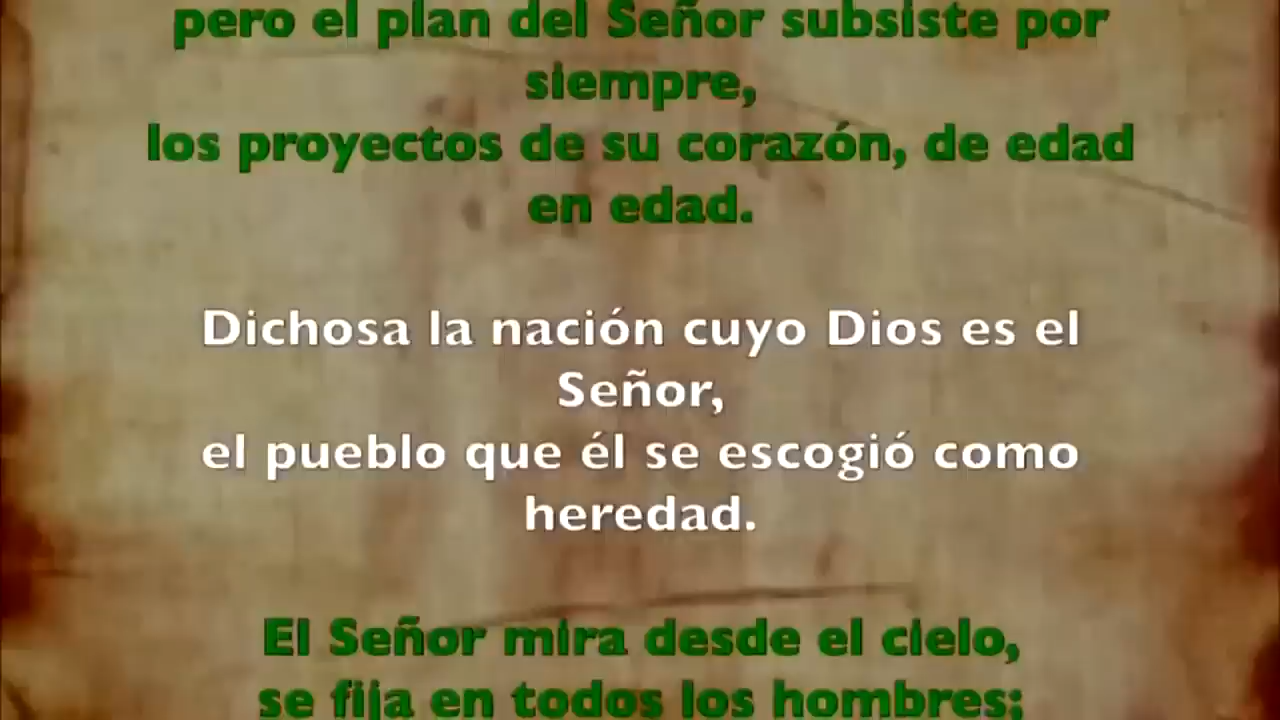 pero el plan del Señor subsiste por
siempre,
los proyectos de su corazón, de edad
en edad.
Dichosa la nación cuyo Dios es el
Señor,
el pueblo que él se escogió como
heredad.
El Señor mira desde el cielo,
se fija en todos los hombres;